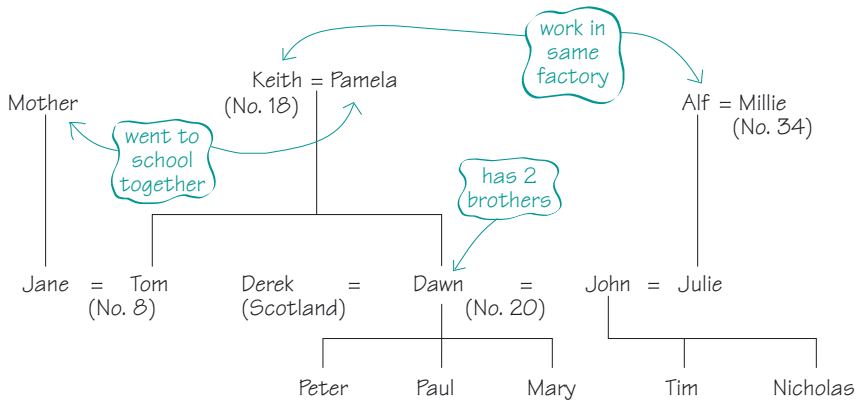 work in
same
factory
Keith = Pamela
(No. 18)
Mother
Alf = Millie
(No. 34)
went to
school
together
has 2
brothers
Jane = Tom
(No. 8)
Derek = Dawn = John = Julie
(Scotland)
(No. 20)
Peter Paul Mary Tim Nicholas